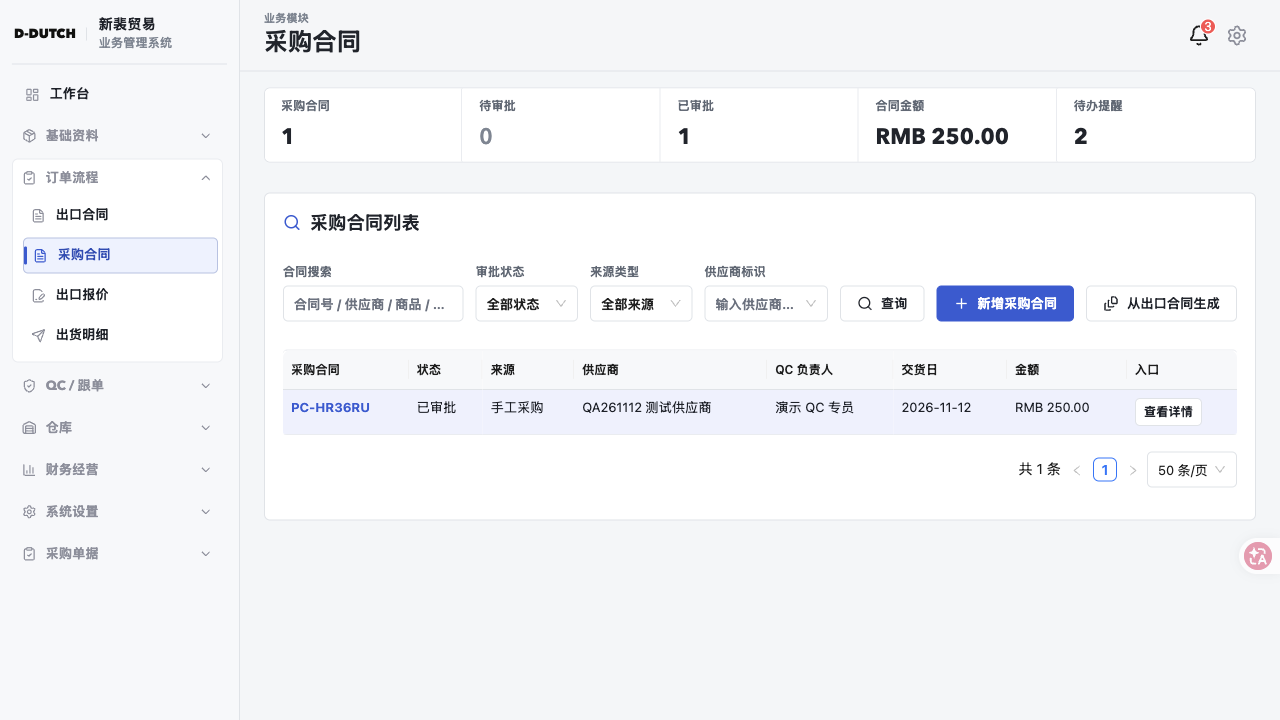 D-DUTCH
新装贸易
业务管理系统
工作台
基础资料
订单流程
出口合同
采购合同
出口报价
出货明细
QC / 跟单
仓库
财务经营
系统设置
采购单据
业务模块
采购合同
3
采购合同
1
待审批
0
已审批
1
合同金额
RMB 250.00
待办提醒
2
采购合同列表
合同搜索
合同号 / 供应商 / 商品 / ...
审批状态
全部状态
来源类型
全部来源
供应商标识
输入供应商...
查询
新增采购合同
从出口合同生成
采购合同 状态 来源 供应商 QC 负责人 交货日 金额 入口
PC-HR36RU 已审批 手工采购 QA261112 测试供应商 演示 QC 专员 2026-11-12 RMB 250.00 查看详情
共 1 条 < 1 > 50 条/页